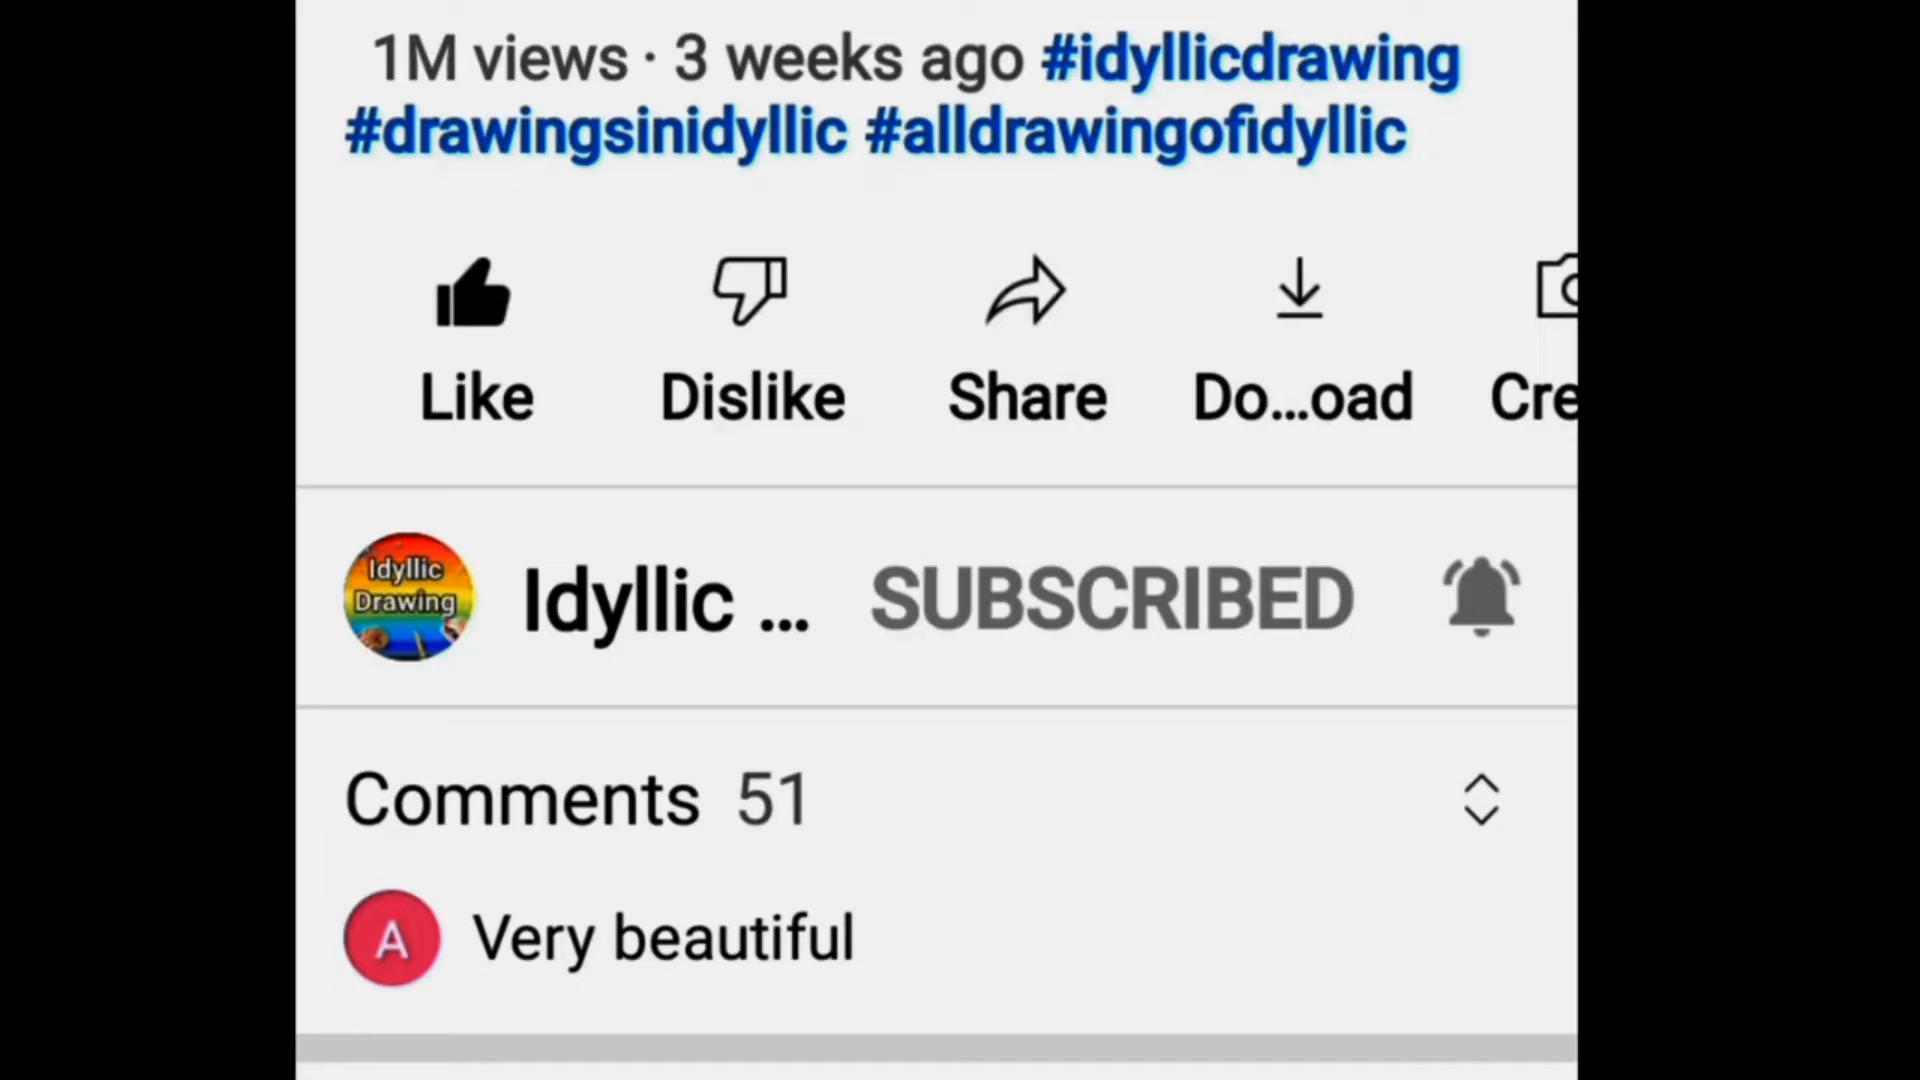 1M views · 3 weeks ago #idyllicdrawing
#drawingsinidyllic #alldrawingofidyllic
Like Dislike Share Do...oad Cre
Idyllic
Drawing
Idyllic ... SUBSCRIBED
Comments 51
A Very beautiful